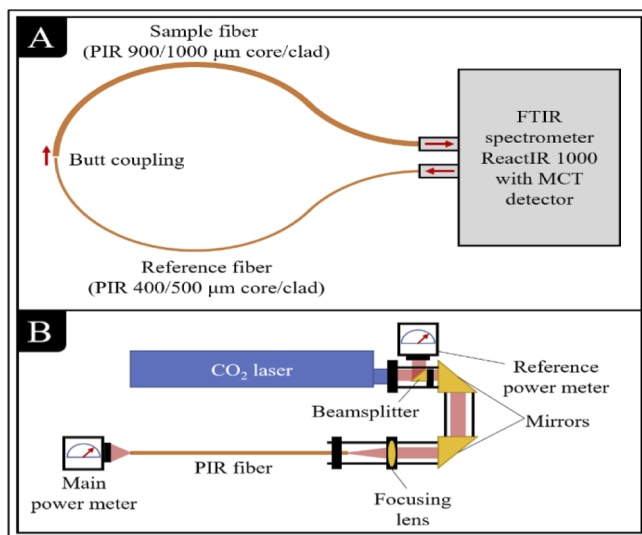 A
Sample fiber
(PIR 900/1000 μm core/clad)
Butt coupling
FTIR
spectrometer
ReactIR 1000
with MCT
detector
Reference fiber
(PIR 400/500 μm core/clad)
B
CO₂ laser
Reference
power meter
Beamsplitter
Mirrors
PIR fiber
Main
power meter
Focusing
lens